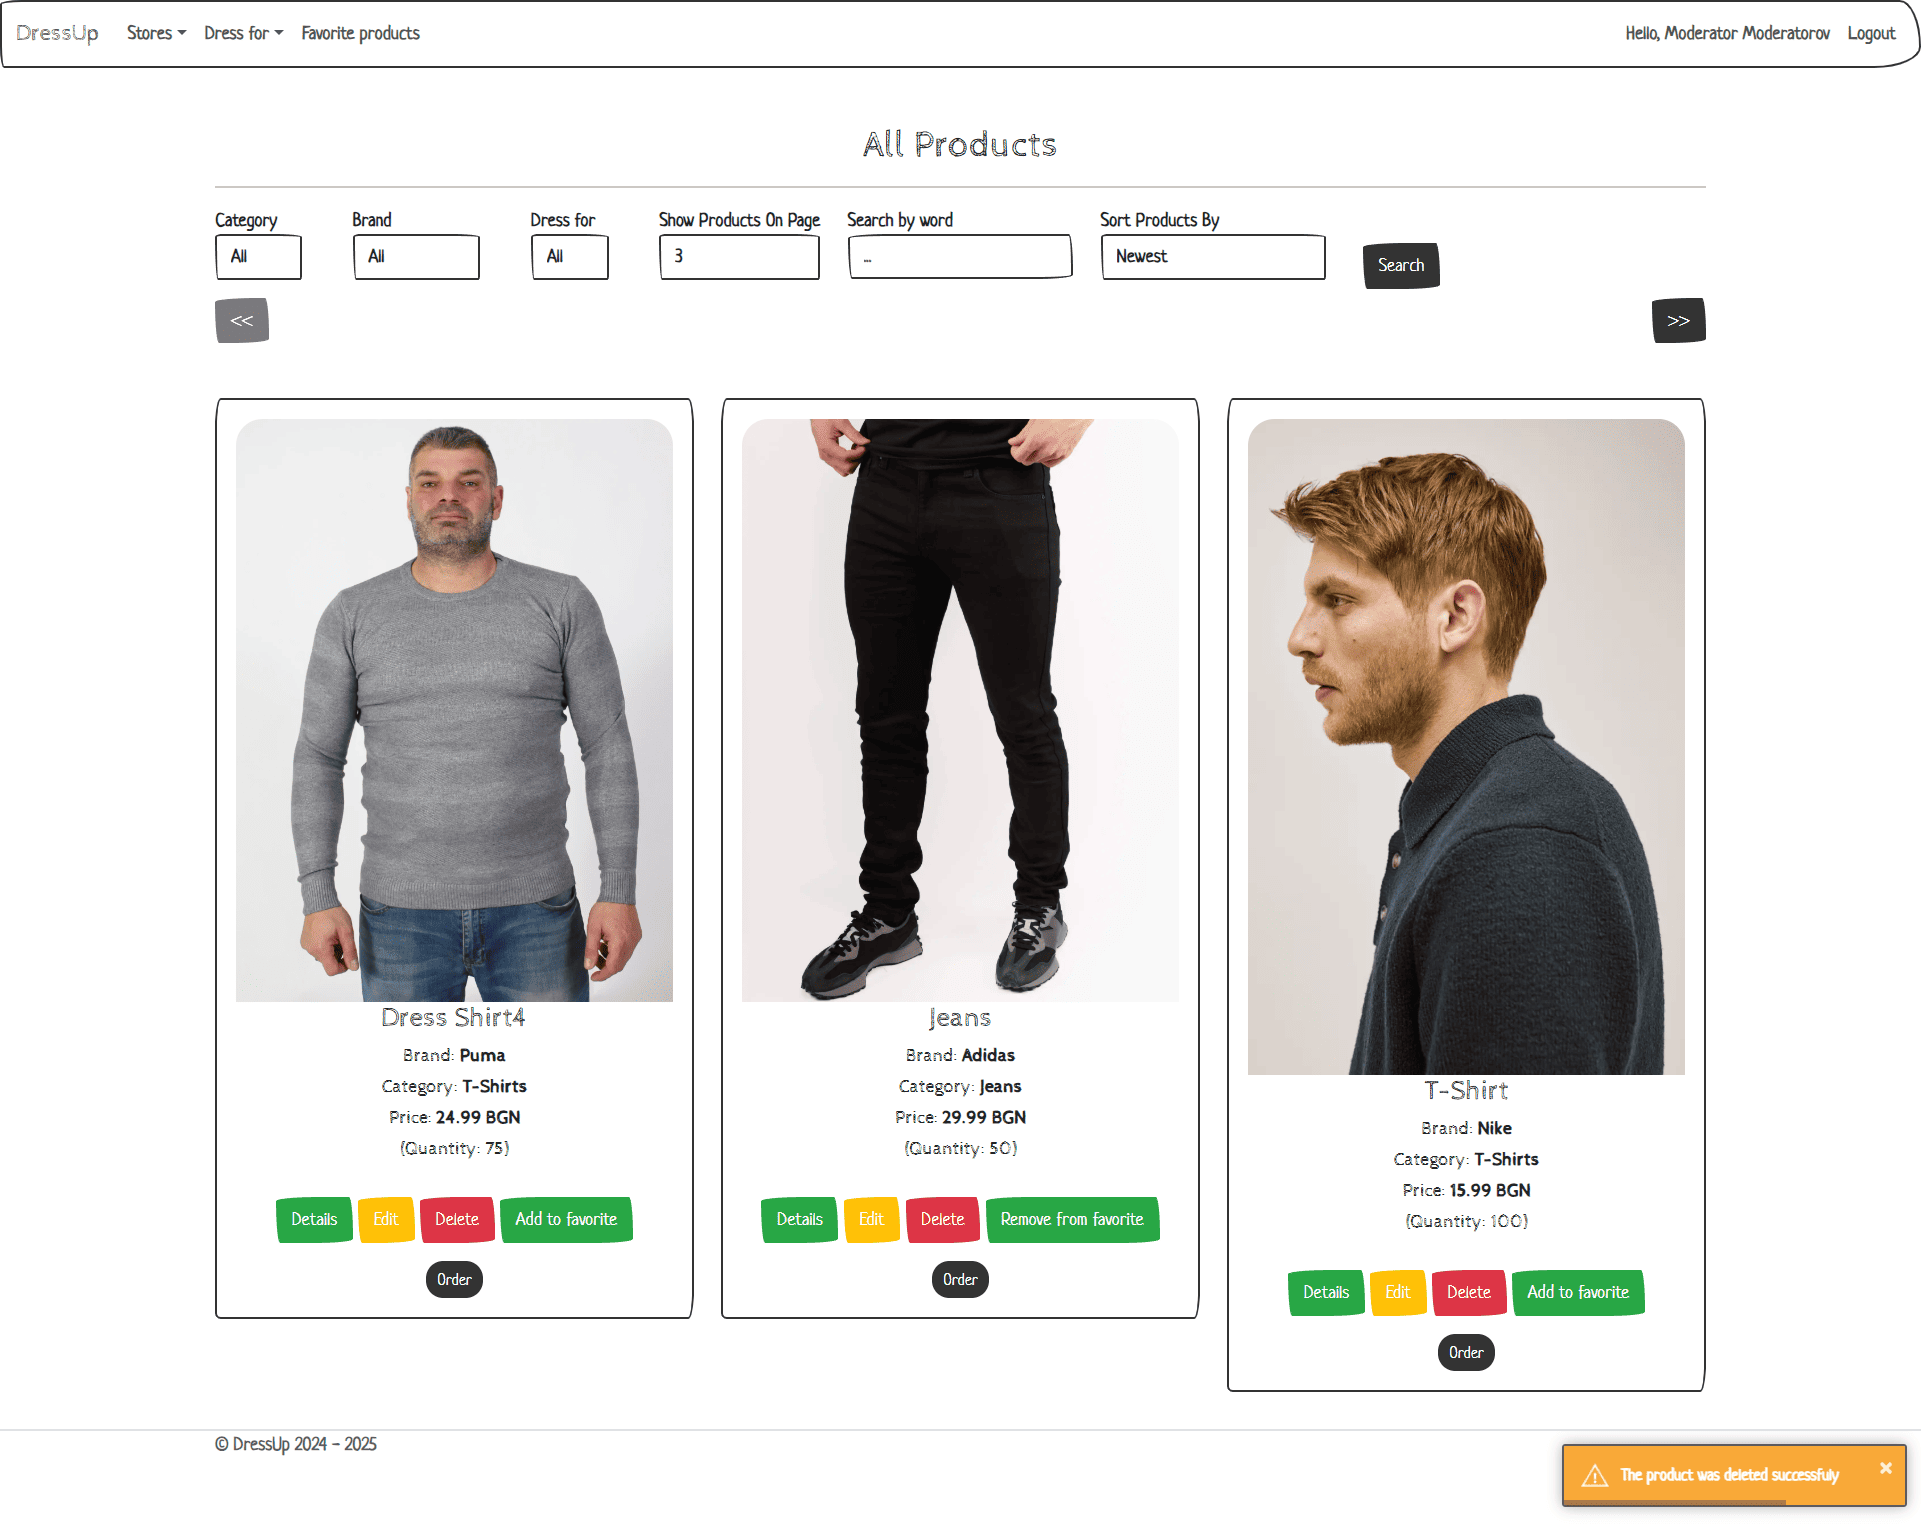 DressUp Stores Dress for Favorite products Hello, Moderator Moderatorov Logout
All Products
Category Brand Dress for Show Products On Page Search by word Sort Products By
All All All 3 ... Newest Search
<< >>
Dress Shirt4
Brand: Puma
Category: T-Shirts
Price: 24.99 BGN
(Quantity: 75)
Details Edit Delete Add to favorite
Order
Jeans
Brand: Adidas
Category: Jeans
Price: 29.99 BGN
(Quantity: 50)
Details Edit Delete Remove from favorite
Order
T-Shirt
Brand: Nike
Category: T-Shirts
Price: 15.99 BGN
(Quantity: 100)
Details Edit Delete Add to favorite
Order
© DressUp 2024 - 2025
The product was deleted successfuly ×